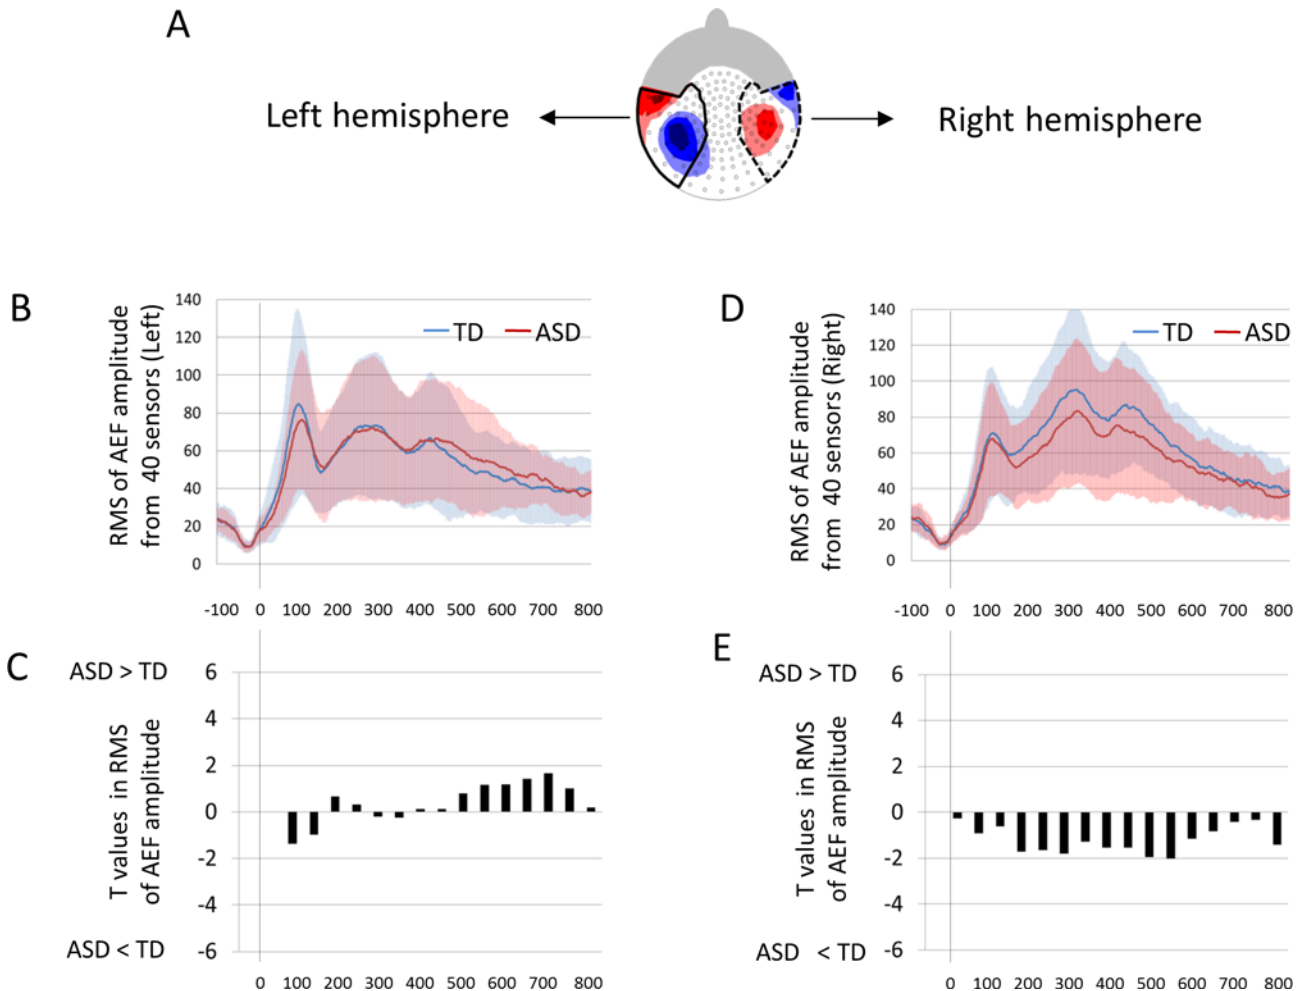 A
Left hemisphere
Right hemisphere
B
RMS of AEF amplitude
from 40 sensors (Left)
140
120
100
80
60
40
20
0
TD
ASD
-100 0 100 200 300 400 500 600 700 800
D
RMS of AEF amplitude
from 40 sensors (Right)
140
120
100
80
60
40
20
0
TD
ASD
-100 0 100 200 300 400 500 600 700 800
C
ASD > TD
T values in RMS
of AEF amplitude
ASD < TD
6
4
2
0
-2
-4
-6
0 100 200 300 400 500 600 700 800
E
ASD > TD
T values in RMS
of AEF amplitude
ASD < TD
6
4
2
0
-2
-4
-6
0 100 200 300 400 500 600 700 800